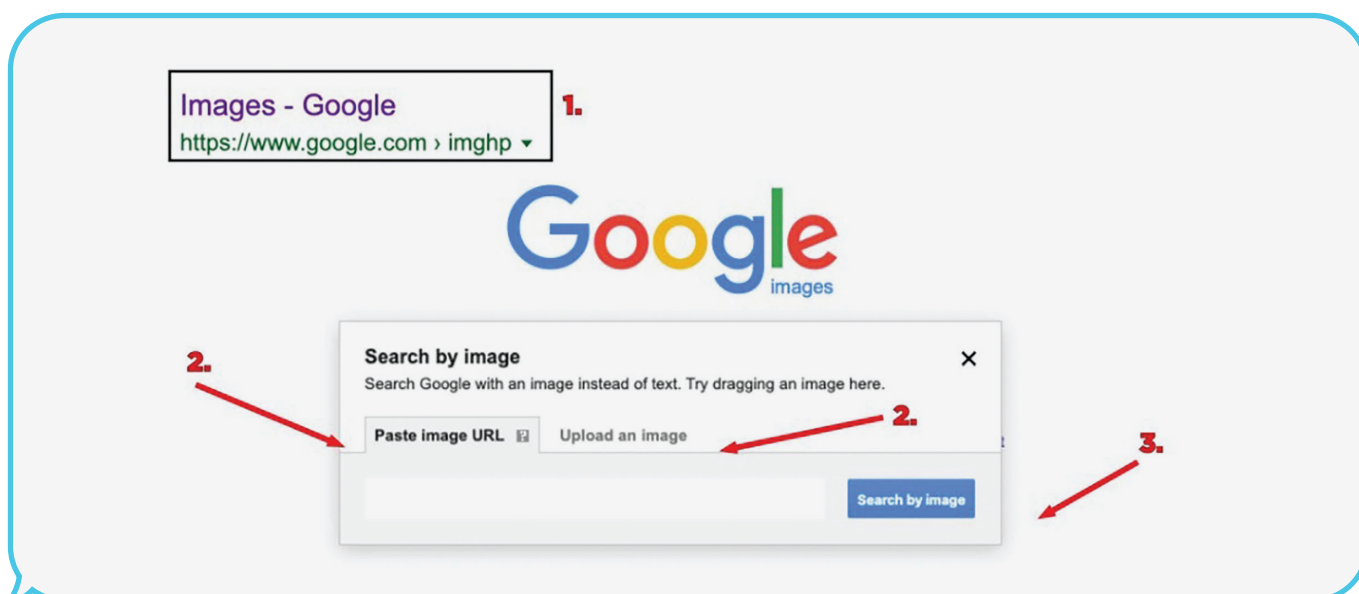 Images - Google
1.
https://www.google.com › imghp
Google
images
2.
Search by image
Search Google with an image instead of text. Try dragging an image here.
2.
Paste image URL
Upload an image
3.
Search by image